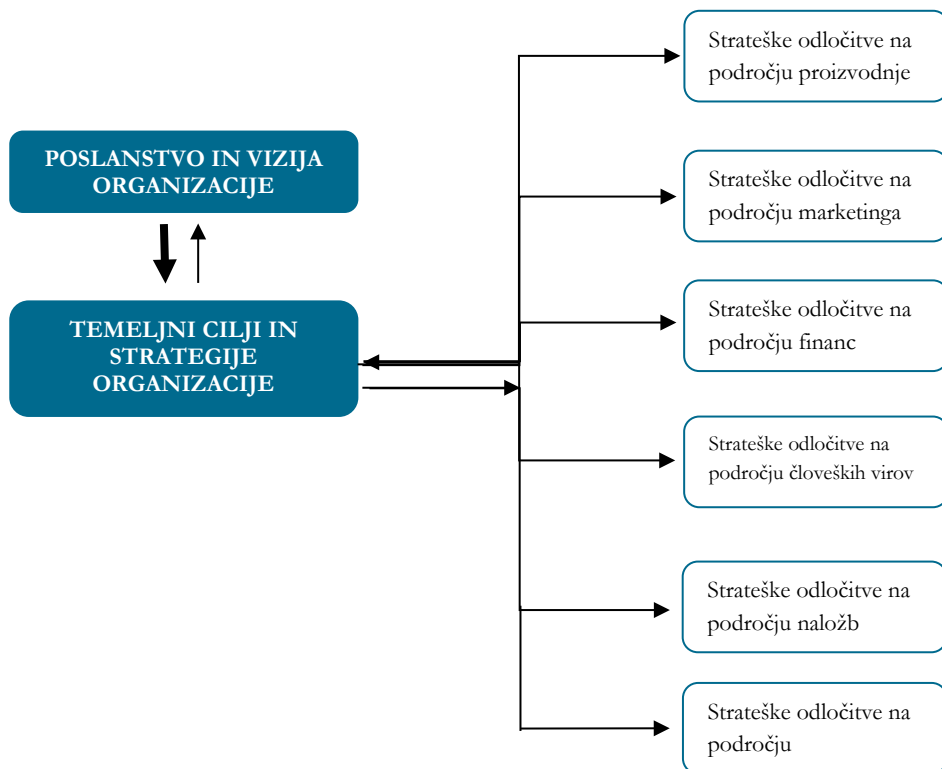 POSLANSTVO IN VIZIJA
ORGANIZACIJE
TEMELJNI CILJI IN
STRATEGIJE
ORGANIZACIJE
Strateške odločitve na
področju proizvodnje
Strateške odločitve na
področju marketinga
Strateške odločitve na
področju financ
Strateške odločitve na
področju človeških virov
Strateške odločitve na
področju naložb
Strateške odločitve na
področju